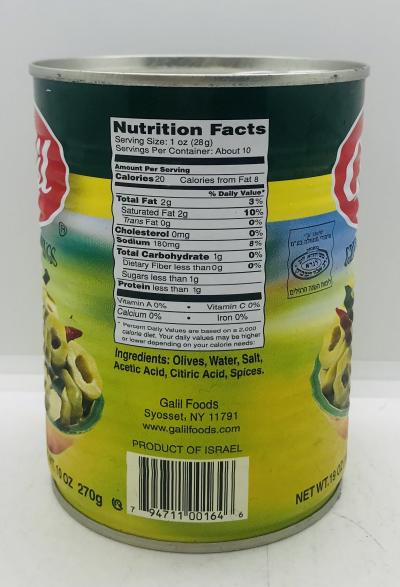 Nutrition Facts
Serving Size: 1 oz (28g)
Servings Per Container: About 10
Amount Per Serving
Calories 20 Calories from Fat 8
% Daily Value*
Total Fat 2g 3%
Saturated Fat 2g 10%
Trans Fat 0g 0%
Cholesterol 0mg 0%
Sodium 180mg 8%
Total Carbohydrate 1g 0%
Dietary Fiber less than 0g 0%
Sugars less than 1g
Protein less than 1g
Vitamin A 0% • Vitamin C 0%
Calcium 0% • Iron 0%
* Percent Daily Values are based on a 2,000
calorie diet. Your daily values may be higher
or lower depending on your calorie needs:
Ingredients: Olives, Water, Salt,
Acetic Acid, Citiric Acid, Spices.
Galil Foods
Syosset, NY 11791
www.galilfoods.com
PRODUCT OF ISRAEL
7 94711 00164 6
10 OZ 270g
NET WT. 19 OZ